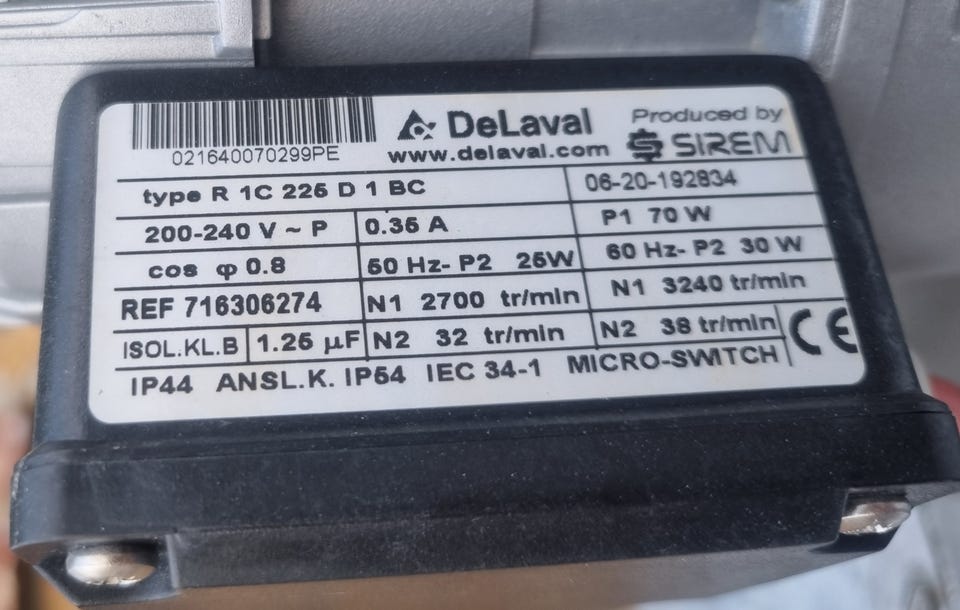 DeLaval Produced by
021640070299PE www.delaval.com SIREM
type R 1C 225 D 1 BC 06-20-192834
200-240 V ~ P 0.35 A P1 70 W
cos φ 0.8 50 Hz- P2 25W 60 Hz- P2 30 W
REF 716306274 N1 2700 tr/min N1 3240 tr/min
ISOL.KL.B 1.25 µF N2 32 tr/min N2 38 tr/min CE
IP44 ANSL.K. IP54 IEC 34-1 MICRO-SWITCH